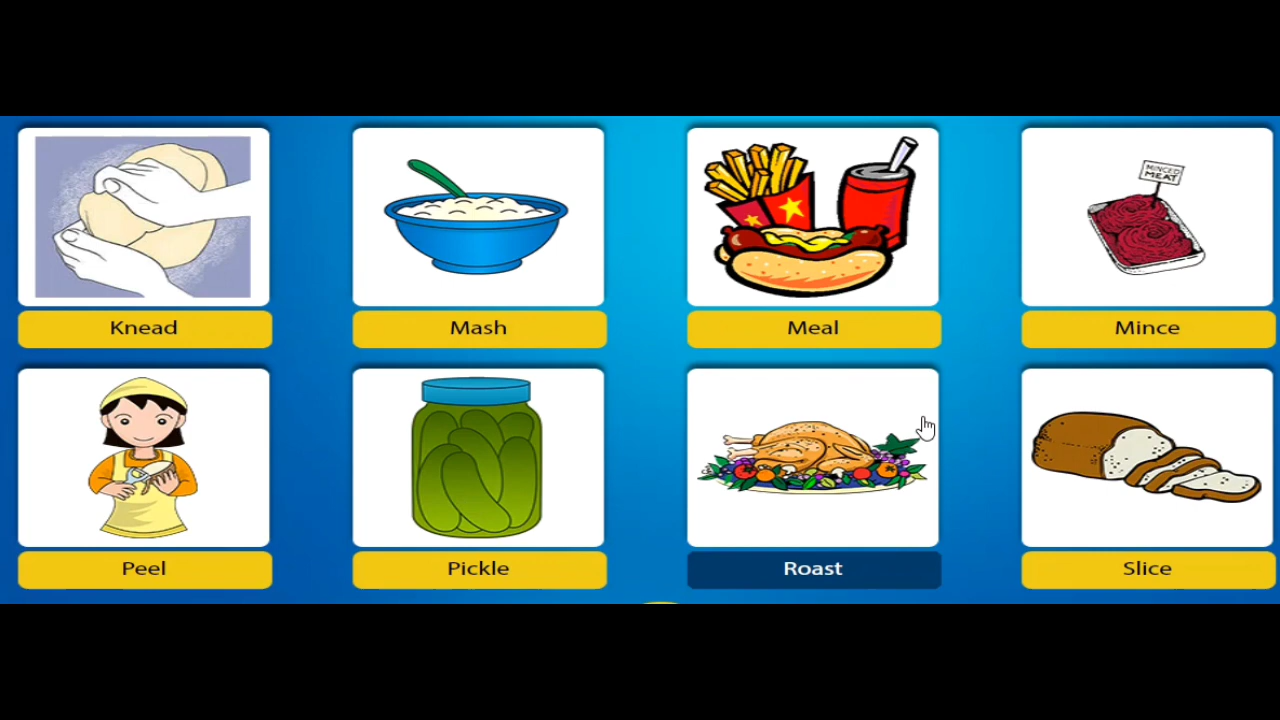 MINCED
MEAT
Knead
Mash
Meal
Mince
Peel
Pickle
Roast
Slice